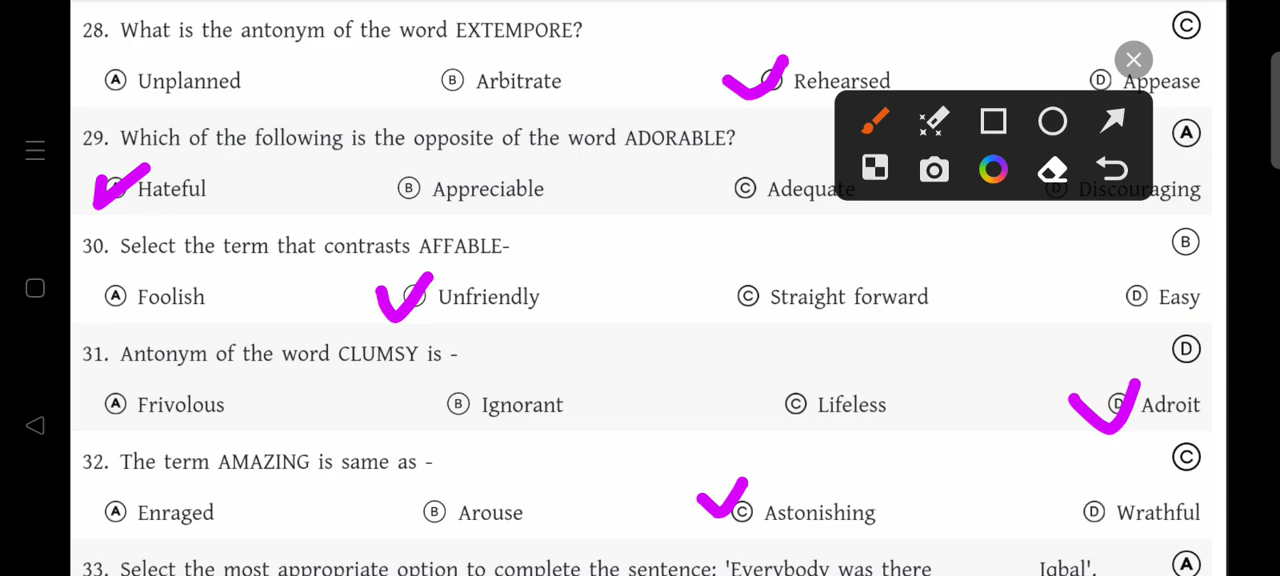 28. What is the antonym of the word EXTEMPORE? C
A Unplanned B Arbitrate Rehearsed D Appease
29. Which of the following is the opposite of the word ADORABLE? A
Hateful B Appreciable C Adequate D Discouraging
30. Select the term that contrasts AFFABLE- B
A Foolish Unfriendly C Straight forward D Easy
31. Antonym of the word CLUMSY is - D
A Frivolous B Ignorant C Lifeless D Adroit
32. The term AMAZING is same as - C
A Enraged B Arouse C Astonishing D Wrathful
33. Select the most appropriate option to complete the sentence: 'Everybody was there Iqbal'. A